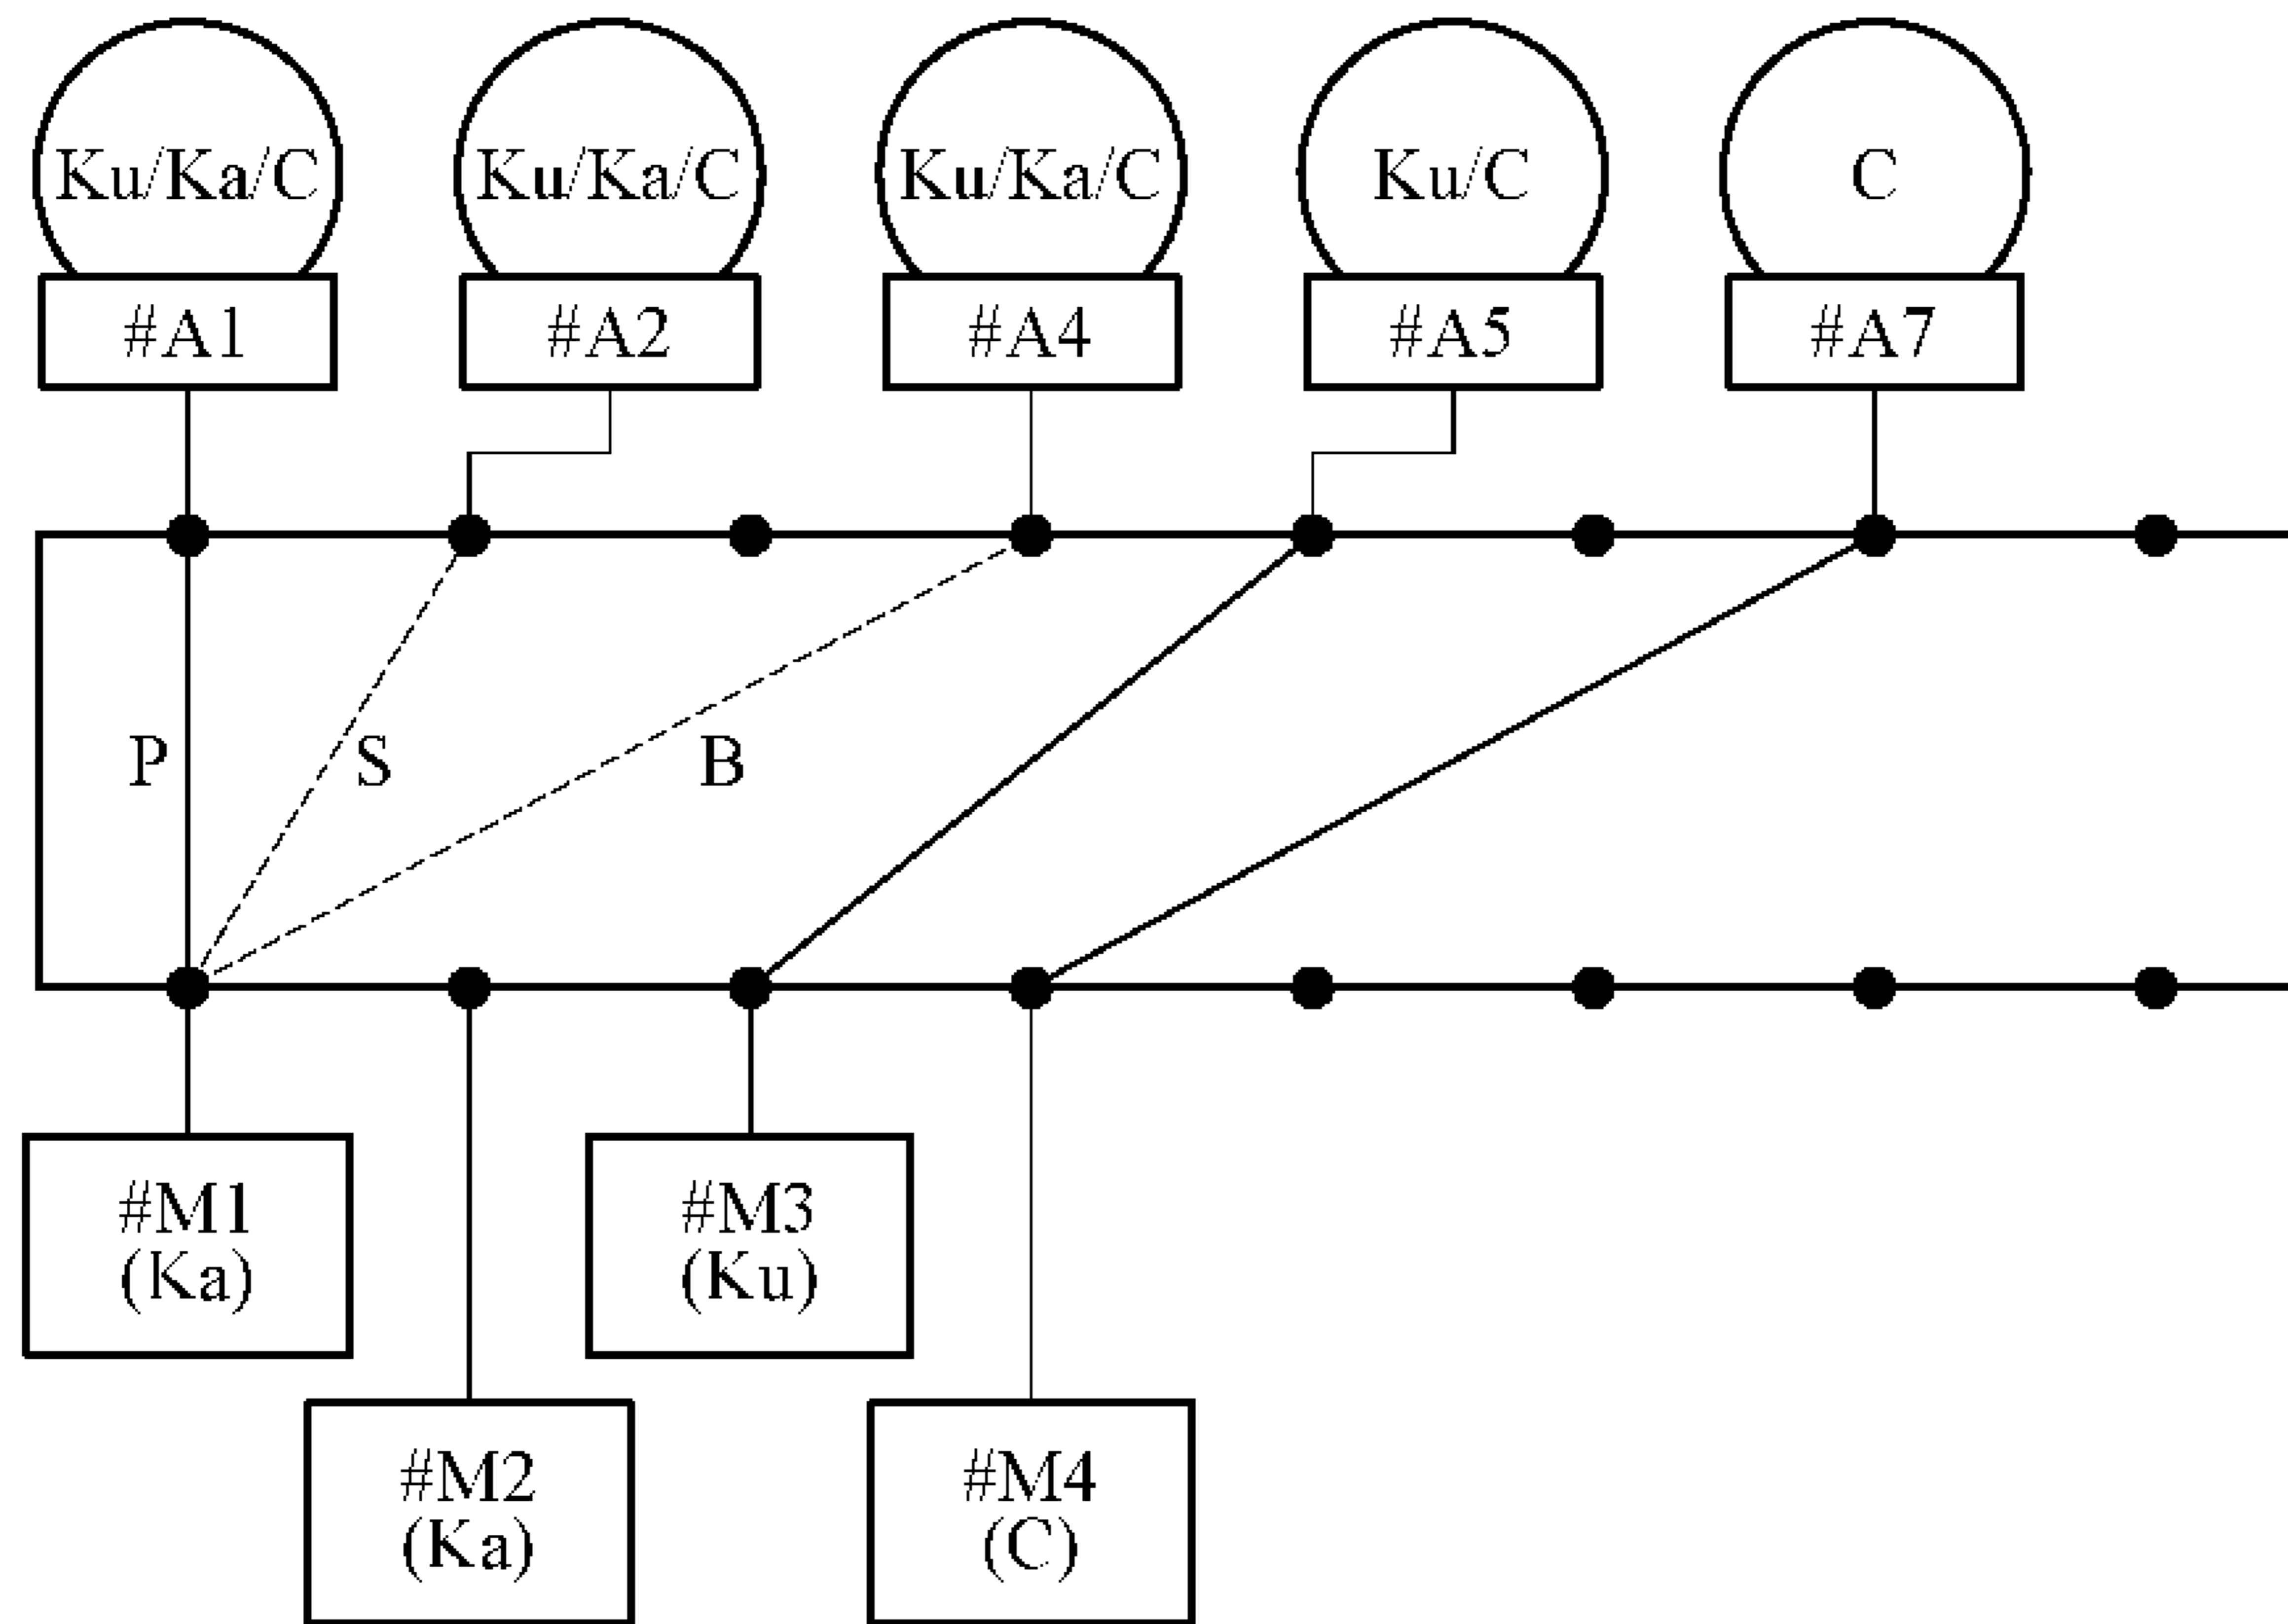 Ku/Ka/C
Ku/Ka/C
Ku/Ka/C
Ku/C
C
#A1
#A2
#A4
#A5
#A7
P
S
B
#M1
(Ka)
#M3
(Ku)
#M2
(Ka)
#M4
(C)